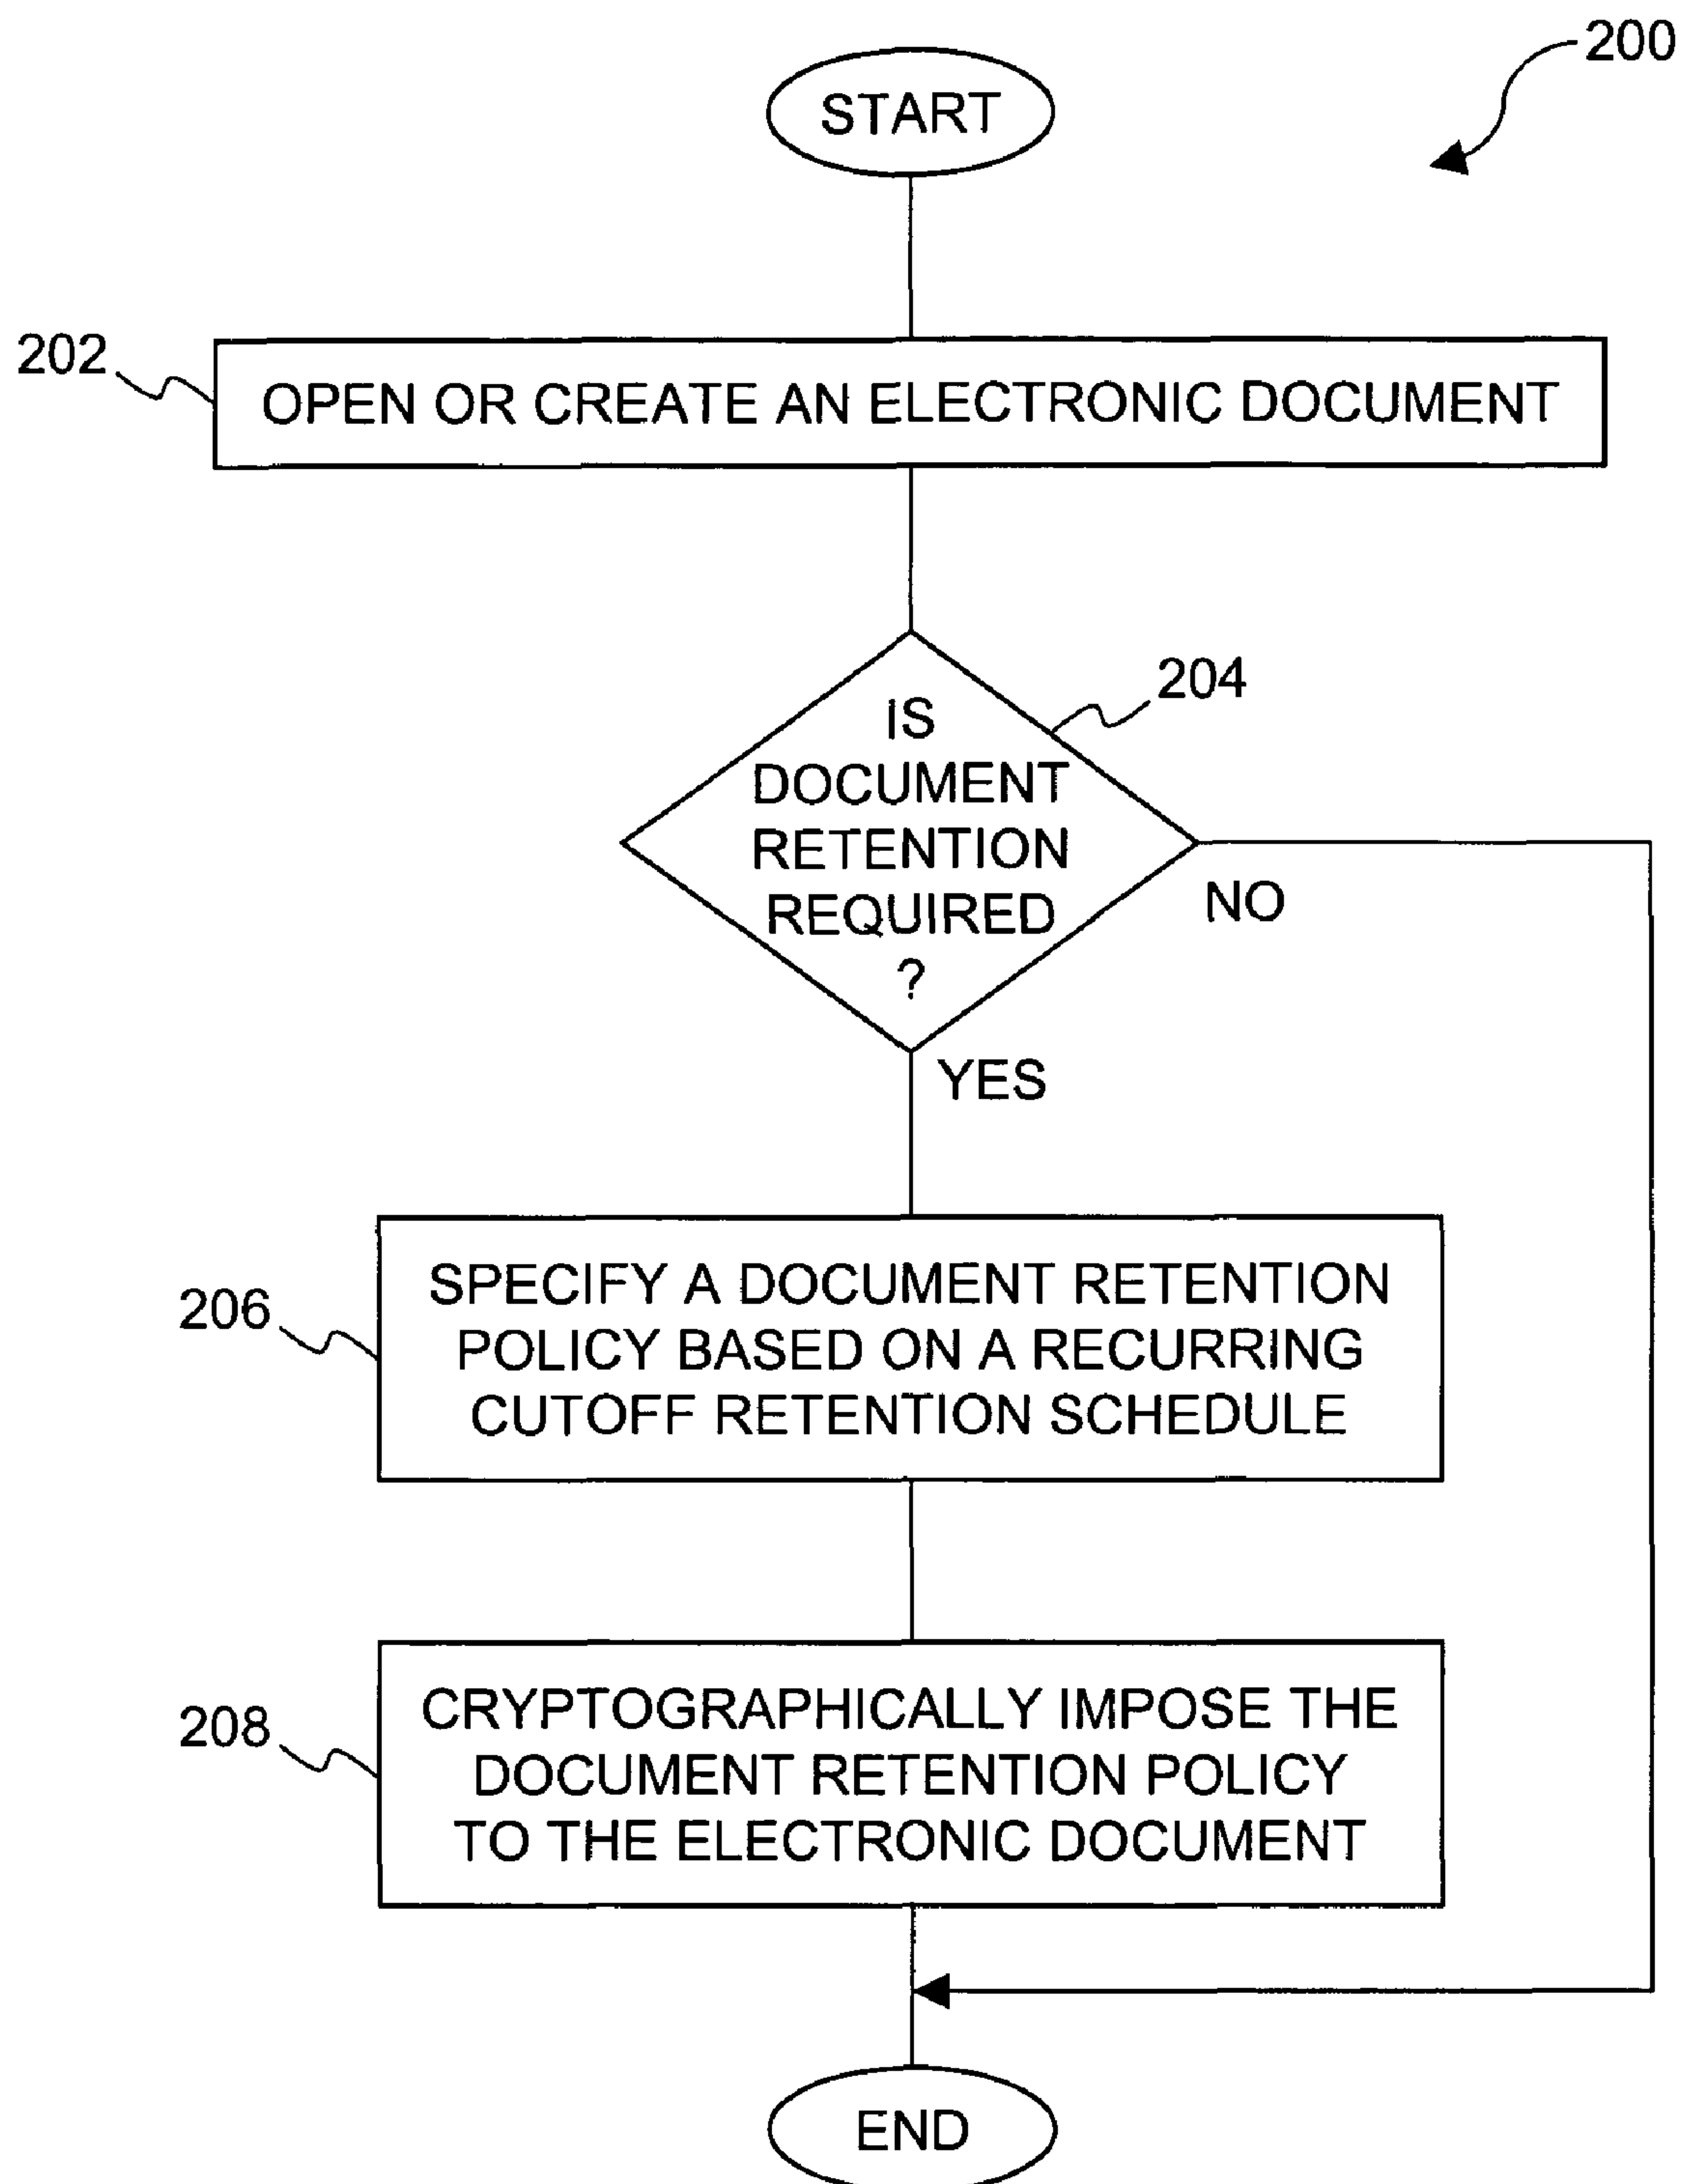 200
START
202
OPEN OR CREATE AN ELECTRONIC DOCUMENT
204
IS
DOCUMENT
RETENTION
REQUIRED
?
NO
YES
206
SPECIFY A DOCUMENT RETENTION
POLICY BASED ON A RECURRING
CUTOFF RETENTION SCHEDULE
208
CRYPTOGRAPHICALLY IMPOSE THE
DOCUMENT RETENTION POLICY
TO THE ELECTRONIC DOCUMENT
END